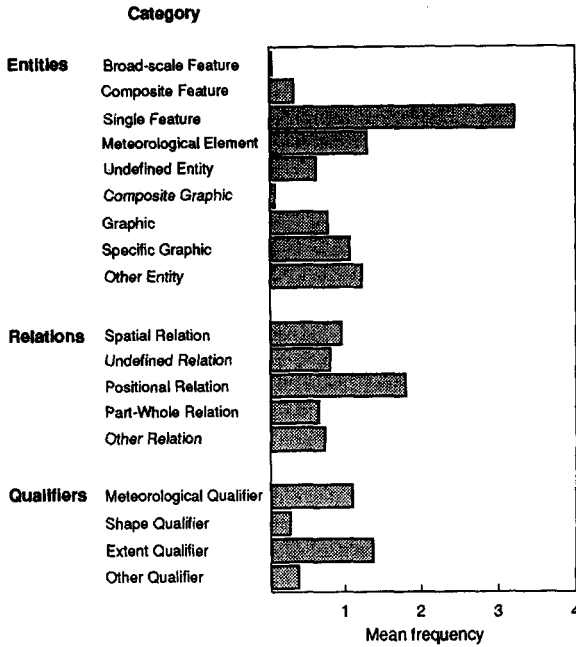 Category
Entities
Broad-scale Feature
Composite Feature
Single Feature
Meteorological Element
Undefined Entity
Composite Graphic
Graphic
Specific Graphic
Other Entity
Relations
Spatial Relation
Undefined Relation
Positional Relation
Part-Whole Relation
Other Relation
Qualifiers
Meteorological Qualifier
Shape Qualifier
Extent Qualifier
Other Qualifier
1 2 3 4
Mean frequency